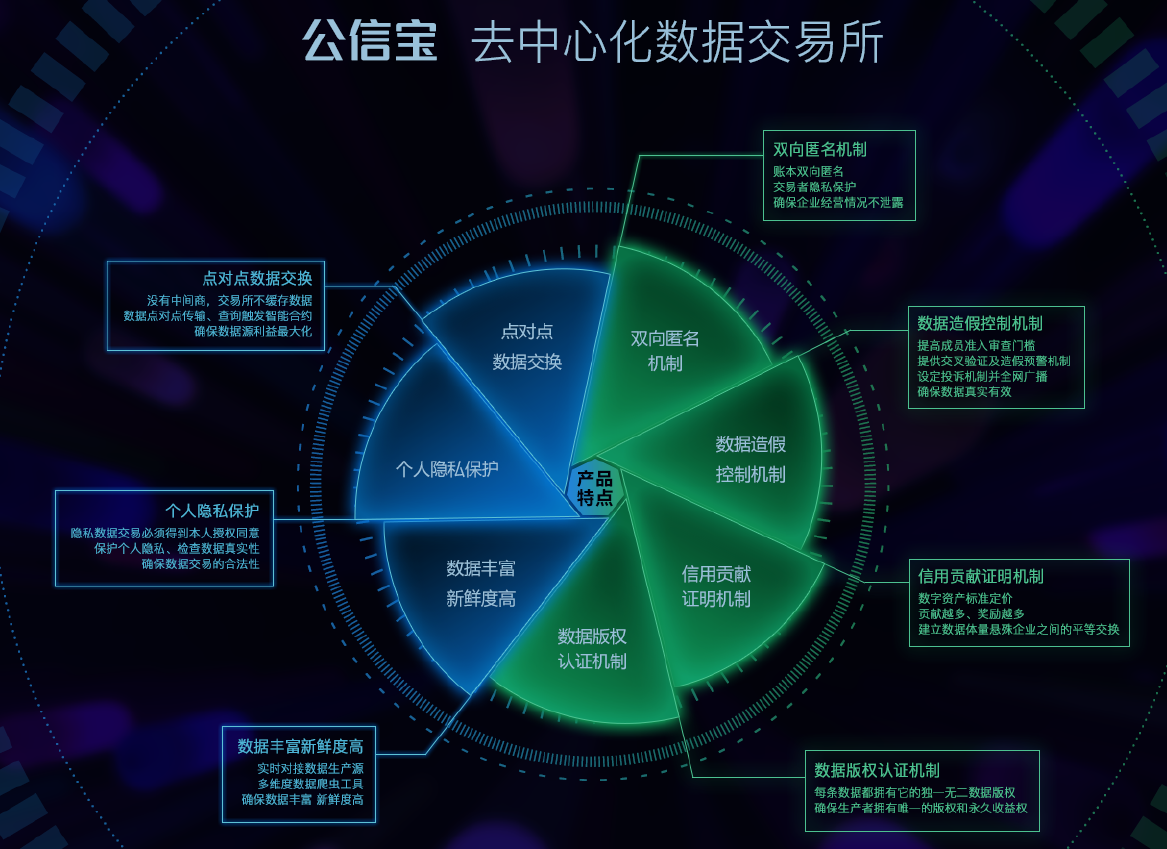 公信宝 去中心化数据交易所
双向匿名机制
账本双向匿名
交易者隐私保护
确保企业经营情况不泄露
点对点数据交换
没有中间商，交易所不缓存数据
数据点对点传输、查询触发智能合约
确保数据源利益最大化
数据造假控制机制
提高成员准入审查门槛
提供交叉验证及造假预警机制
设定投诉机制并全网广播
确保数据真实有效
点对点
数据交换
双向匿名
机制
个人隐私保护
数据造假
控制机制
产品
特点
数据丰富
新鲜度高
信用贡献
证明机制
数据版权
认证机制
个人隐私保护
隐私数据交易必须得到本人授权同意
保护个人隐私、检查数据真实性
确保数据交易的合法性
信用贡献证明机制
数字资产标准定价
贡献越多、奖励越多
建立数据体量悬殊企业之间的平等交换
数据丰富新鲜度高
实时对接数据生产源
多维度数据爬虫工具
确保数据丰富 新鲜度高
数据版权认证机制
每条数据都拥有它的独一无二数据版权
确保生产者拥有唯一的版权和永久收益权